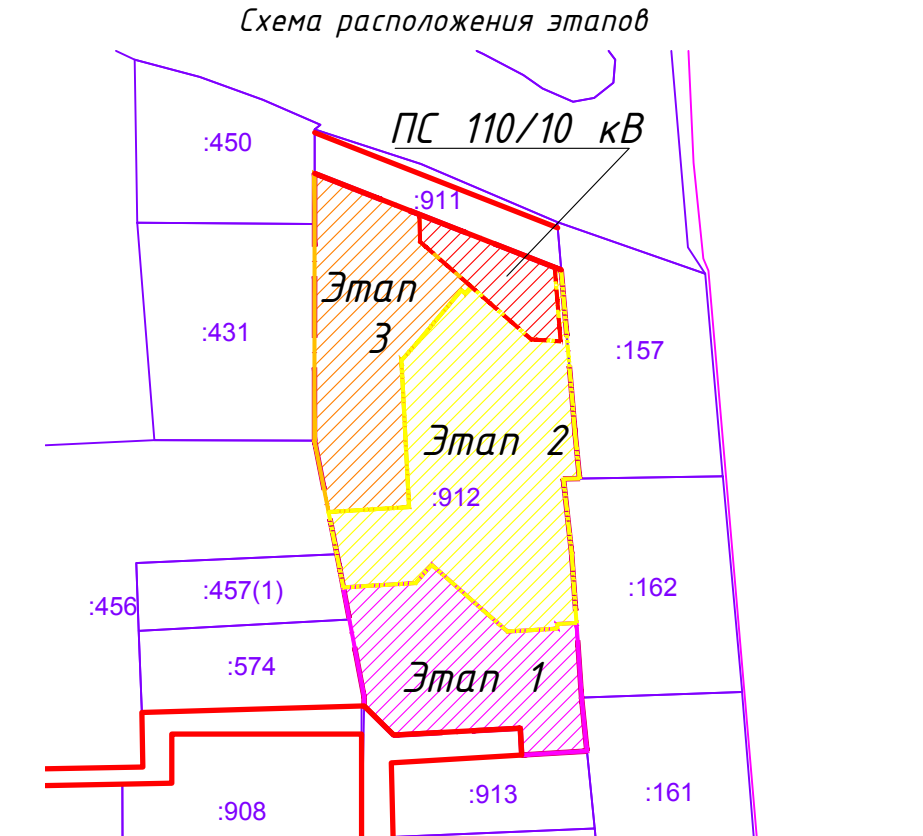 Схема расположения этапов
ПС 110/10 кВ
:450
:911
Этап
3
:431
:157
Этап 2
:912
:457(1)
:456
:162
:574
Этап 1
:913
:161
:908